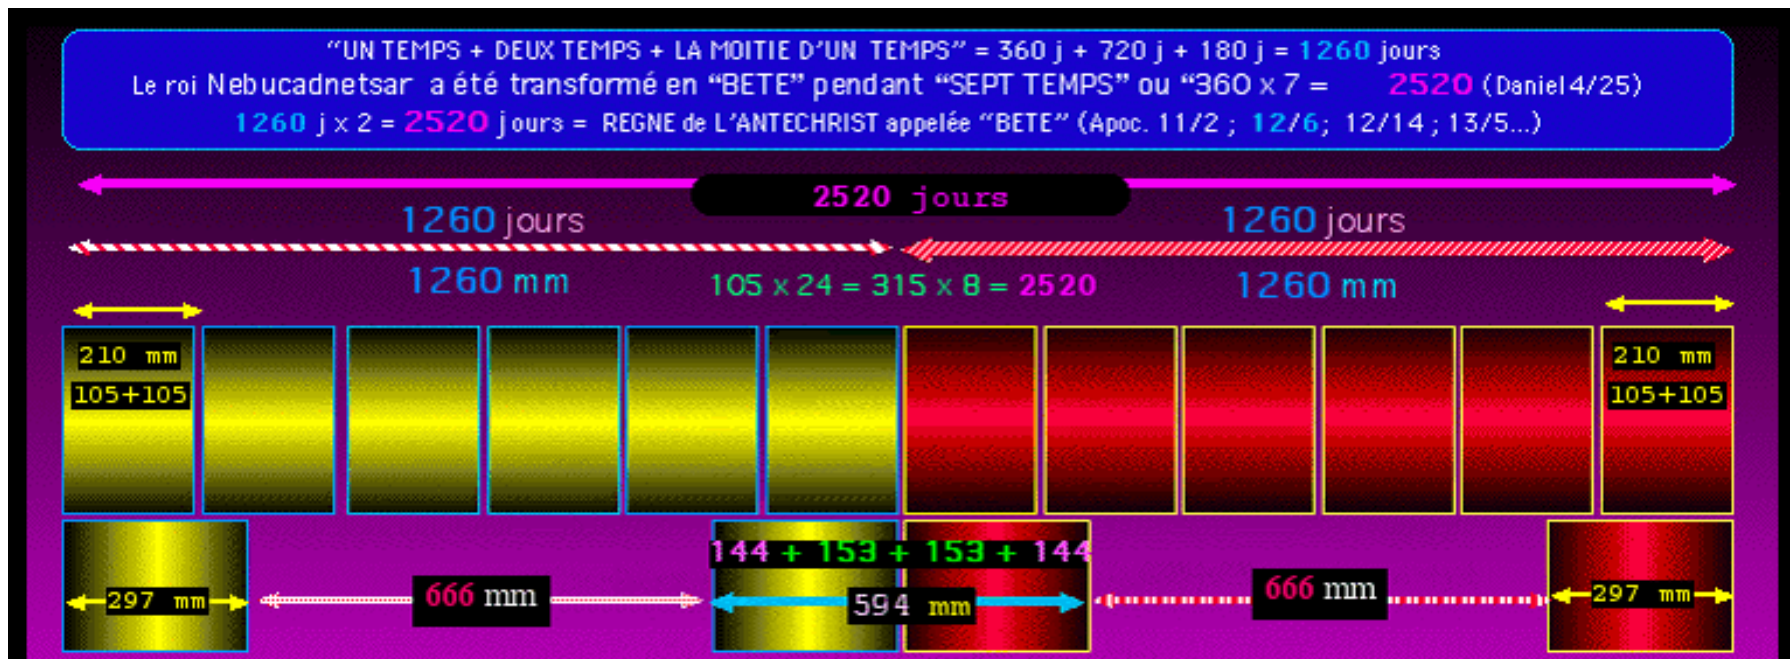 “UN TEMPS + DEUX TEMPS + LA MOITIE D’UN TEMPS” = 360 j + 720 j + 180 j = 1260 jours
Le roi Nebucadnetsar a été transformé en “BETE” pendant “SEPT TEMPS” ou “360 x 7 = 2520 (Daniel 4/25)
1260 j x 2 = 2520 jours = REGNE de L’ANTECHRIST appelée “BETE” (Apoc. 11/2 ; 12/6; 12/14 ; 13/5...)
2520 jours
1260 jours 1260 jours
1260 mm 105 x 24 = 315 x 8 = 2520 1260 mm
210 mm 210 mm
105+105 105+105
144 + 153 + 153 + 144
297 mm 666 mm 594 mm 666 mm 297 mm